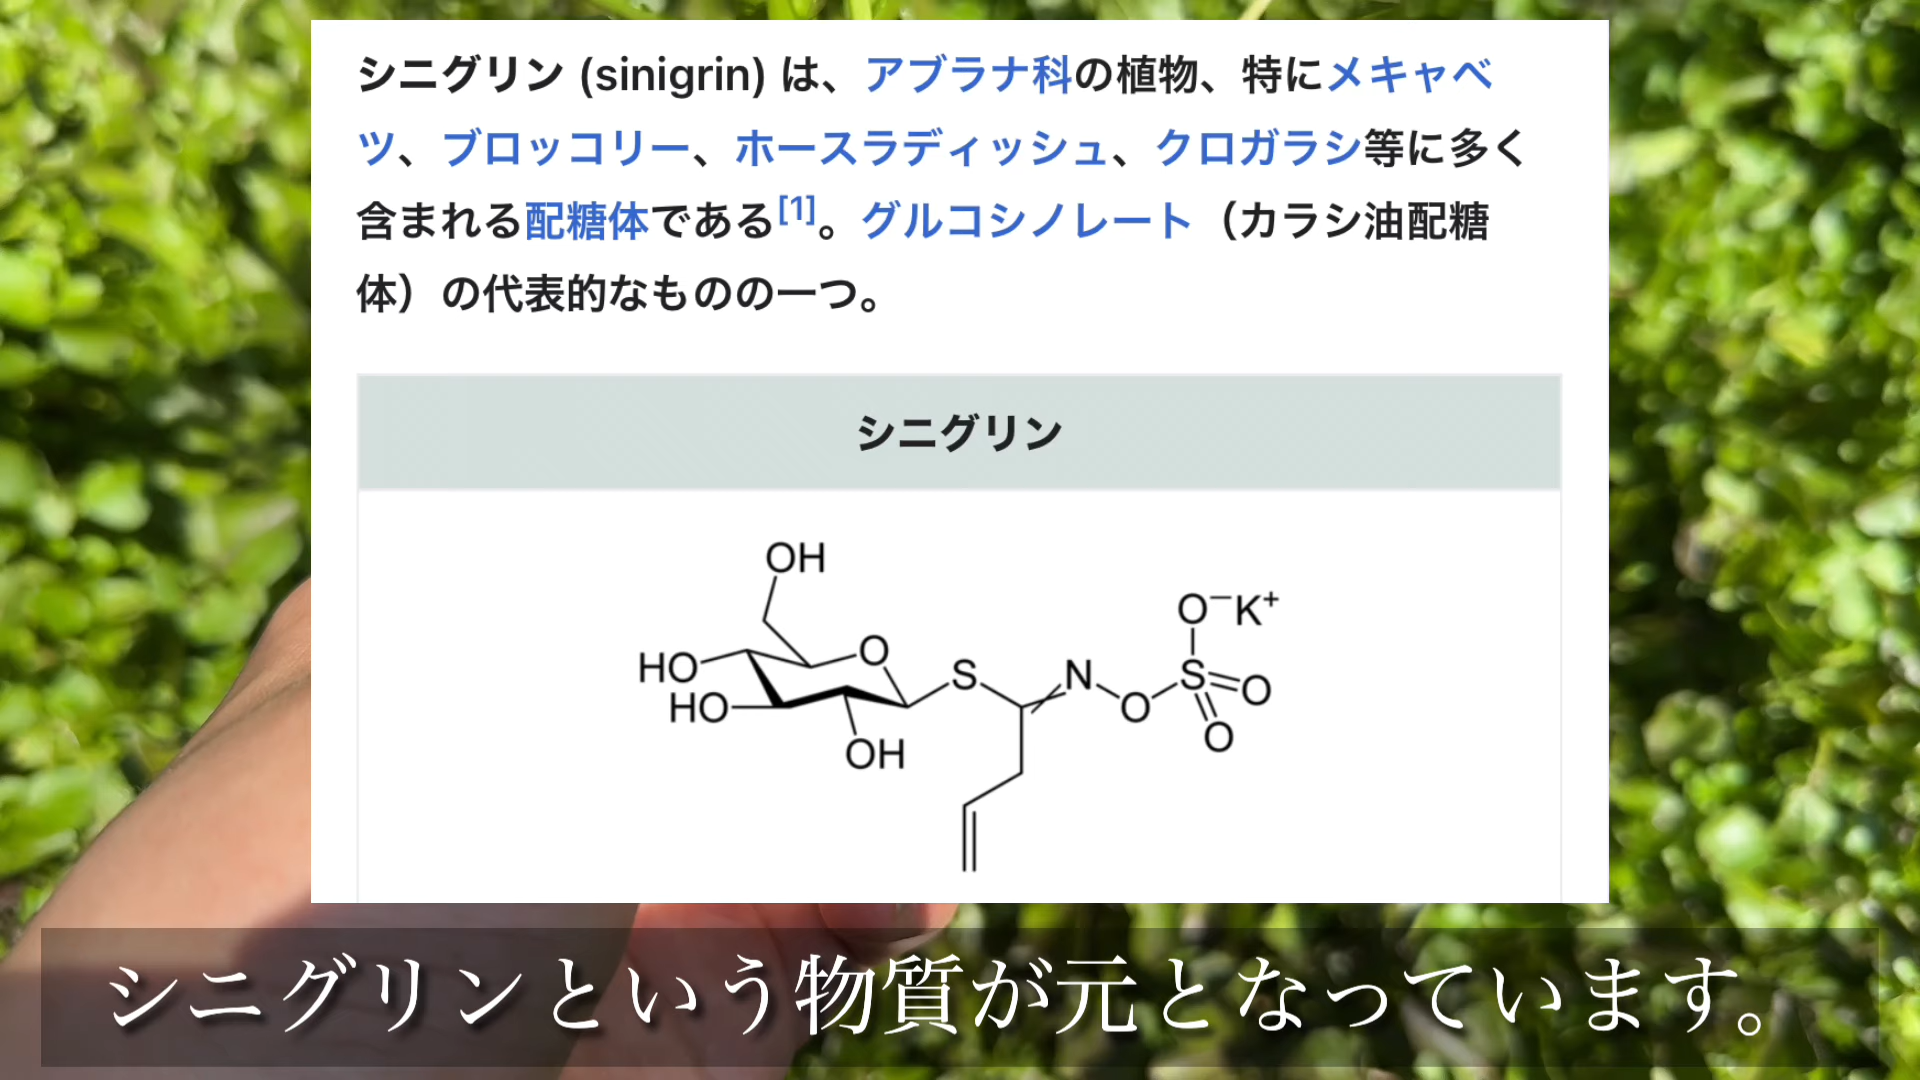 シニグリン (sinigrin) は、アブラナ科の植物、特にメキャベ
ツ、ブロッコリー、ホースラディッシュ、クロガラシ等に多く
含まれる配糖体である[1]。グルコシノレート（カラシ油配糖
体）の代表的なものの一つ。
シニグリン
OH
O⁻K⁺
HO
O
S
N
S
O
HO
O
O
OH
シニグリンという物質が元となっています。